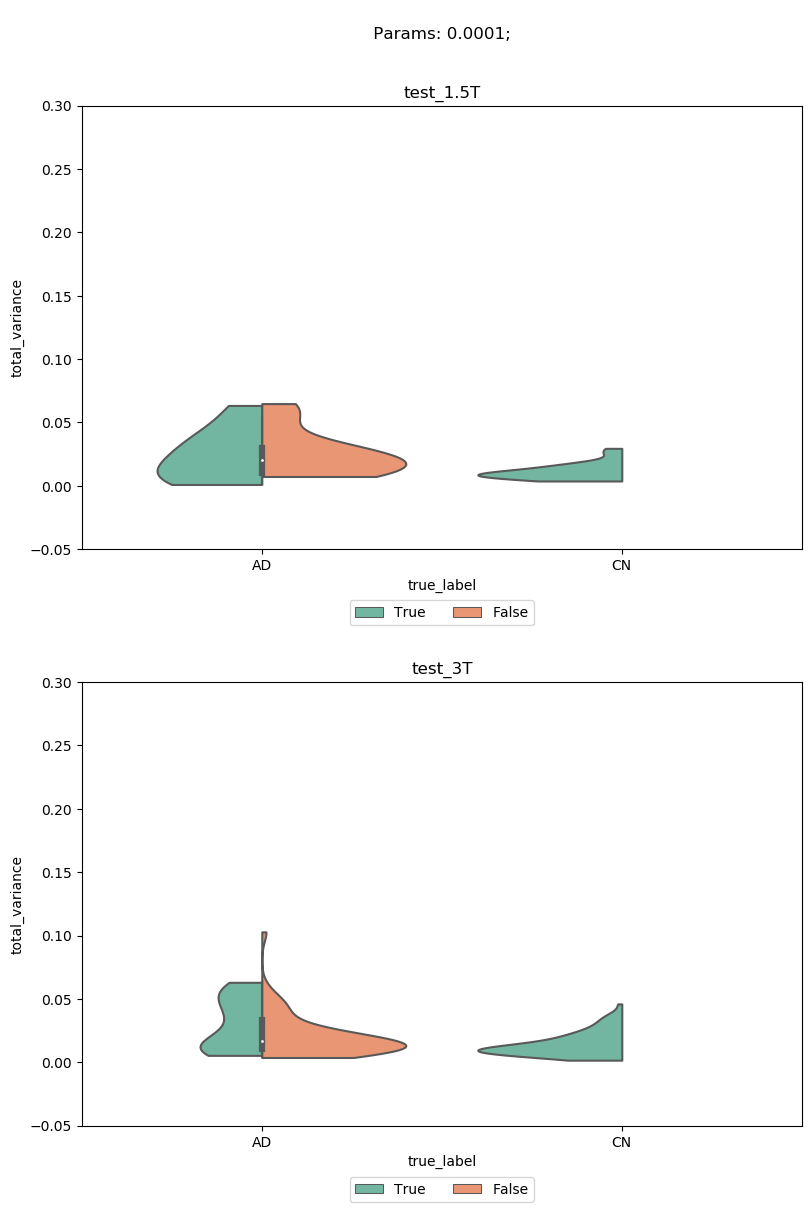 Params: 0.0001;
test_1.5T
0.30
0.25
0.20
0.15
0.10
0.05
0.00
−0.05
total_variance
AD CN
true_label
True False
test_3T
0.30
0.25
0.20
0.15
0.10
0.05
0.00
−0.05
total_variance
AD CN
true_label
True False